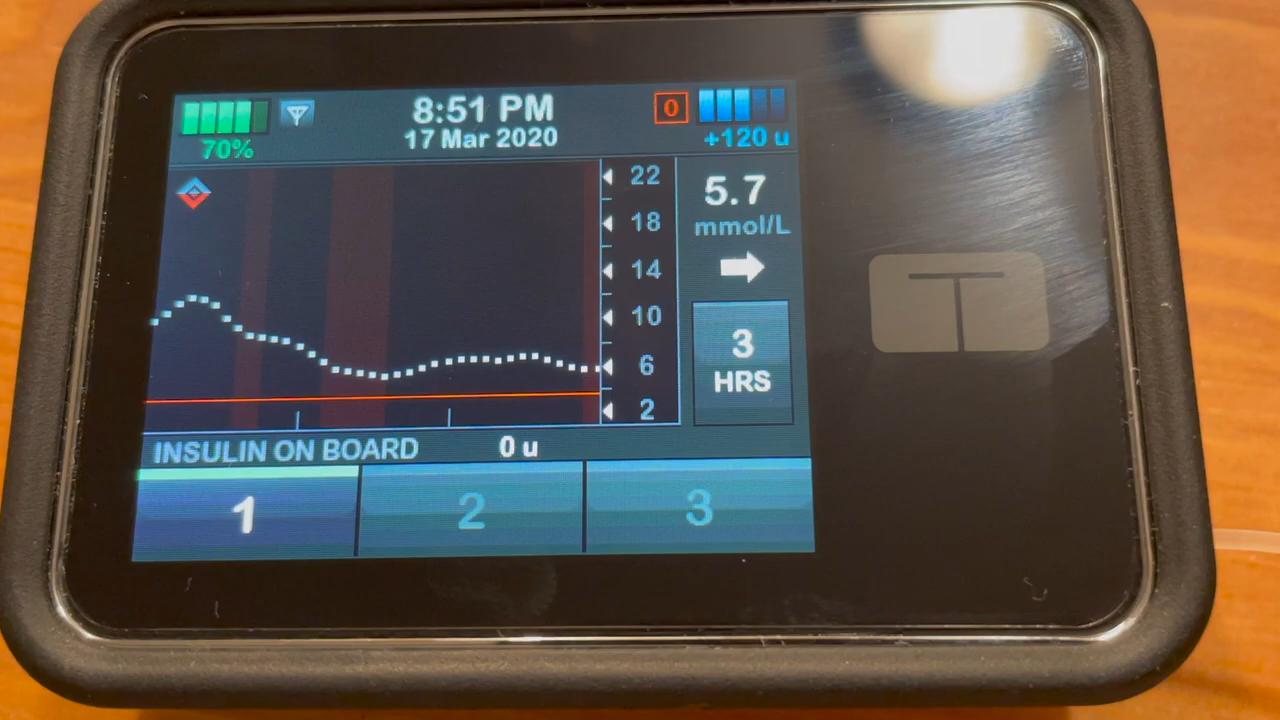 8:51 PM
0
70%
17 Mar 2020
+120 u
22
5.7
18
mmol/L
14
10
3
HRS
6
2
INSULIN ON BOARD 0 u
1 2 3
T